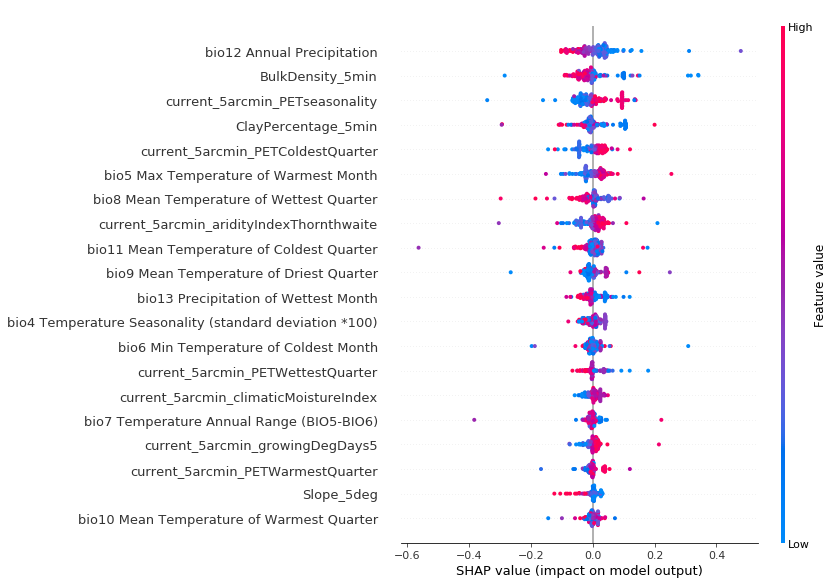 High
bio12 Annual Precipitation
BulkDensity_5min
current_5arcmin_PETseasonality
ClayPercentage_5min
current_5arcmin_PETColdestQuarter
bio5 Max Temperature of Warmest Month
bio8 Mean Temperature of Wettest Quarter
current_5arcmin_aridityIndexThornthwaite
bio11 Mean Temperature of Coldest Quarter
bio9 Mean Temperature of Driest Quarter
bio13 Precipitation of Wettest Month
bio4 Temperature Seasonality (standard deviation *100)
bio6 Min Temperature of Coldest Month
current_5arcmin_PETWettestQuarter
current_5arcmin_climaticMoistureIndex
bio7 Temperature Annual Range (BIO5-BIO6)
current_5arcmin_growingDegDays5
current_5arcmin_PETWarmestQuarter
Slope_5deg
bio10 Mean Temperature of Warmest Quarter
Feature value
Low
−0.6 −0.4 −0.2 0.0 0.2 0.4
SHAP value (impact on model output)